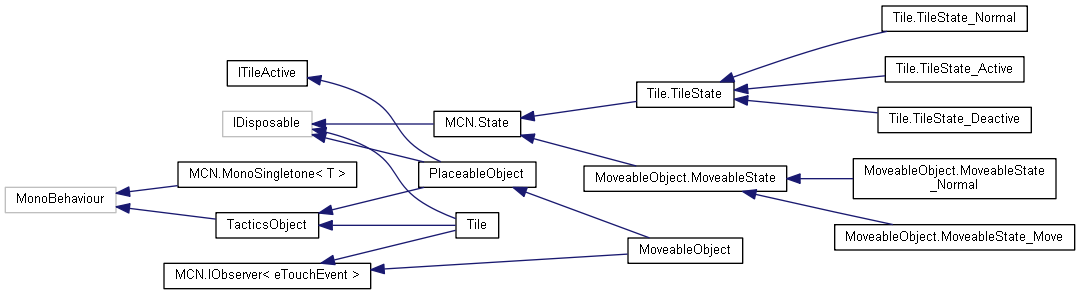 Tile.TileState_Normal
ITileActive
Tile.TileState_Active
Tile.TileState
IDisposable
MCN.State
Tile.TileState_Deactive
MCN.MonoSingletone< T >
PlaceableObject
MoveableObject.MoveableState
MoveableObject.MoveableState
_Normal
MonoBehaviour
TacticsObject
Tile
MoveableObject.MoveableState_Move
MoveableObject
MCN.IObserver< eTouchEvent >